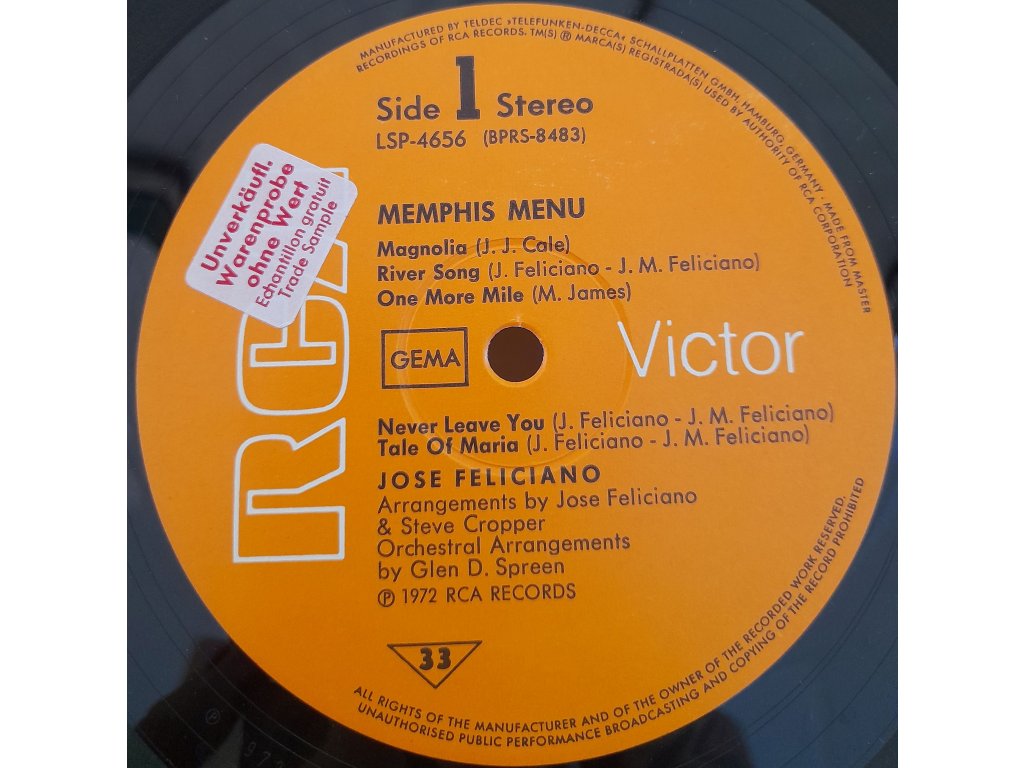 MANUFACTURED BY TELDEC »TELEFUNKEN-DECCA« SCHALLPLATTEN GMBH, HAMBURG, GERMANY · MADE FROM MASTER
RECORDINGS OF RCA RECORDS. TM(S) ® MARCA(S) REGISTRADA(S) USED BY AUTHORITY OF RCA CORPORATION
Side 1 Stereo
LSP-4656 (BPRS-8483)
Unverkäufl.
Warenprobe
ohne Wert
Echantillon gratuit
Trade Sample
RCA
MEMPHIS MENU
Magnolia (J. J. Cale)
River Song (J. Feliciano - J. M. Feliciano)
One More Mile (M. James)
GEMA
Victor
Never Leave You (J. Feliciano - J. M. Feliciano)
Tale Of Maria (J. Feliciano - J. M. Feliciano)
JOSE FELICIANO
Arrangements by Jose Feliciano
& Steve Cropper
Orchestral Arrangements
by Glen D. Spreen
℗ 1972 RCA RECORDS
33
ALL RIGHTS OF THE MANUFACTURER AND OF THE OWNER OF THE RECORDED WORK RESERVED.
UNAUTHORISED PUBLIC PERFORMANCE BROADCASTING AND COPYING OF THE RECORD PROHIBITED